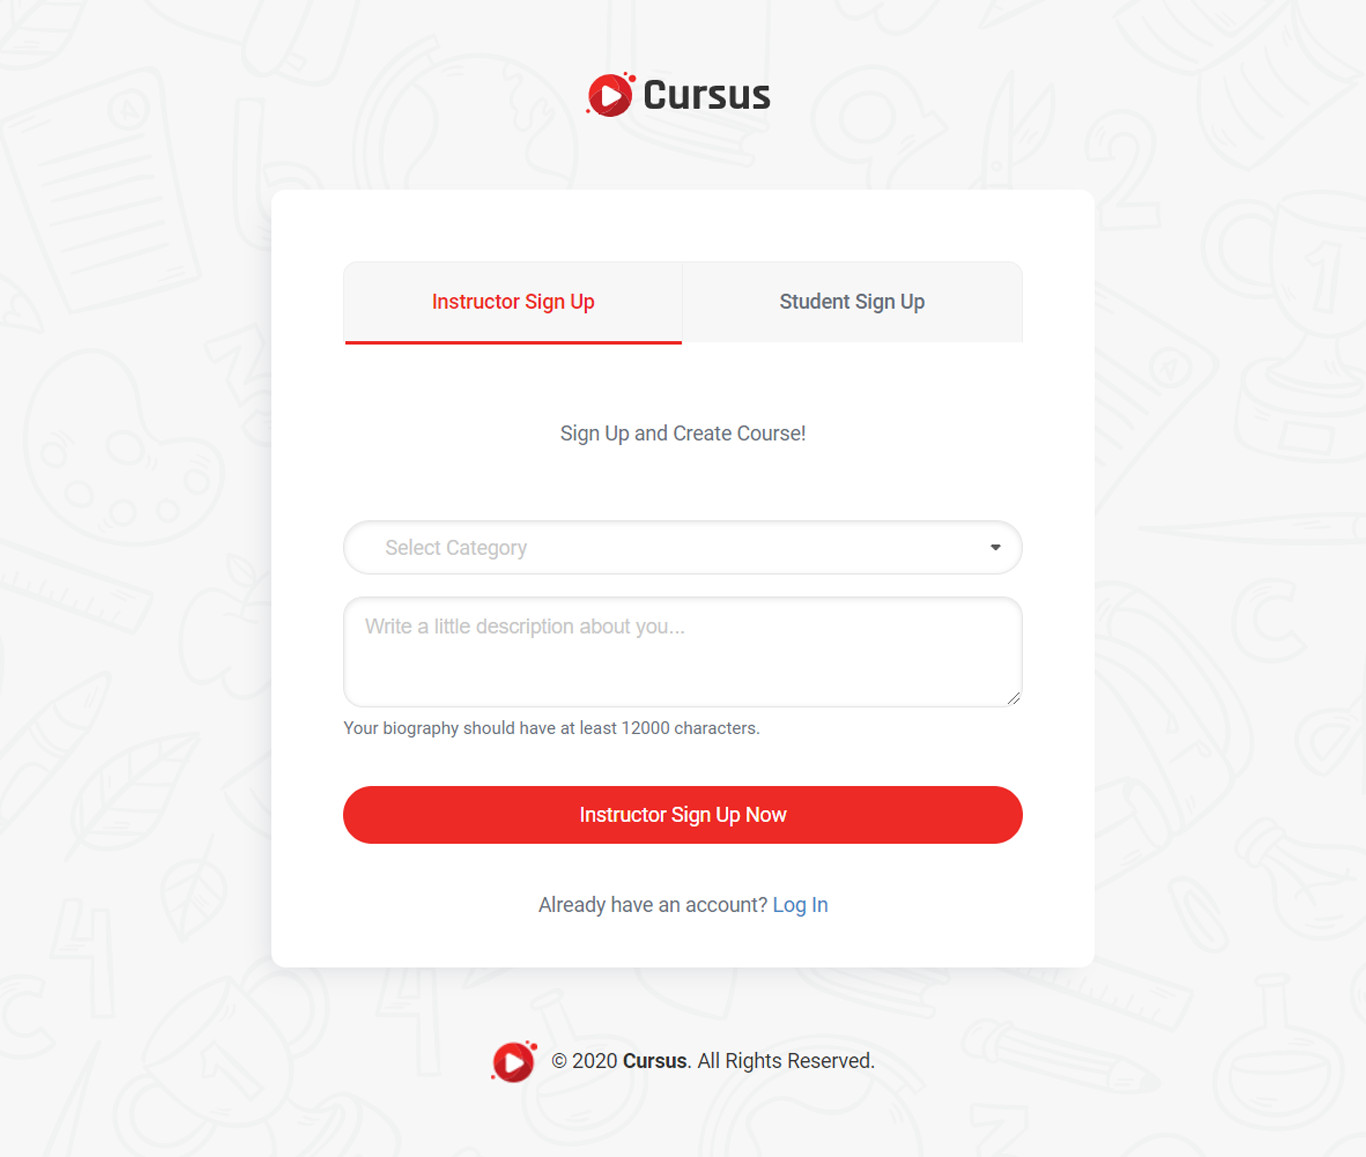 Cursus
Instructor Sign Up
Student Sign Up
Sign Up and Create Course!
Select Category
Write a little description about you...
Your biography should have at least 12000 characters.
Instructor Sign Up Now
Already have an account? Log In
© 2020 Cursus. All Rights Reserved.